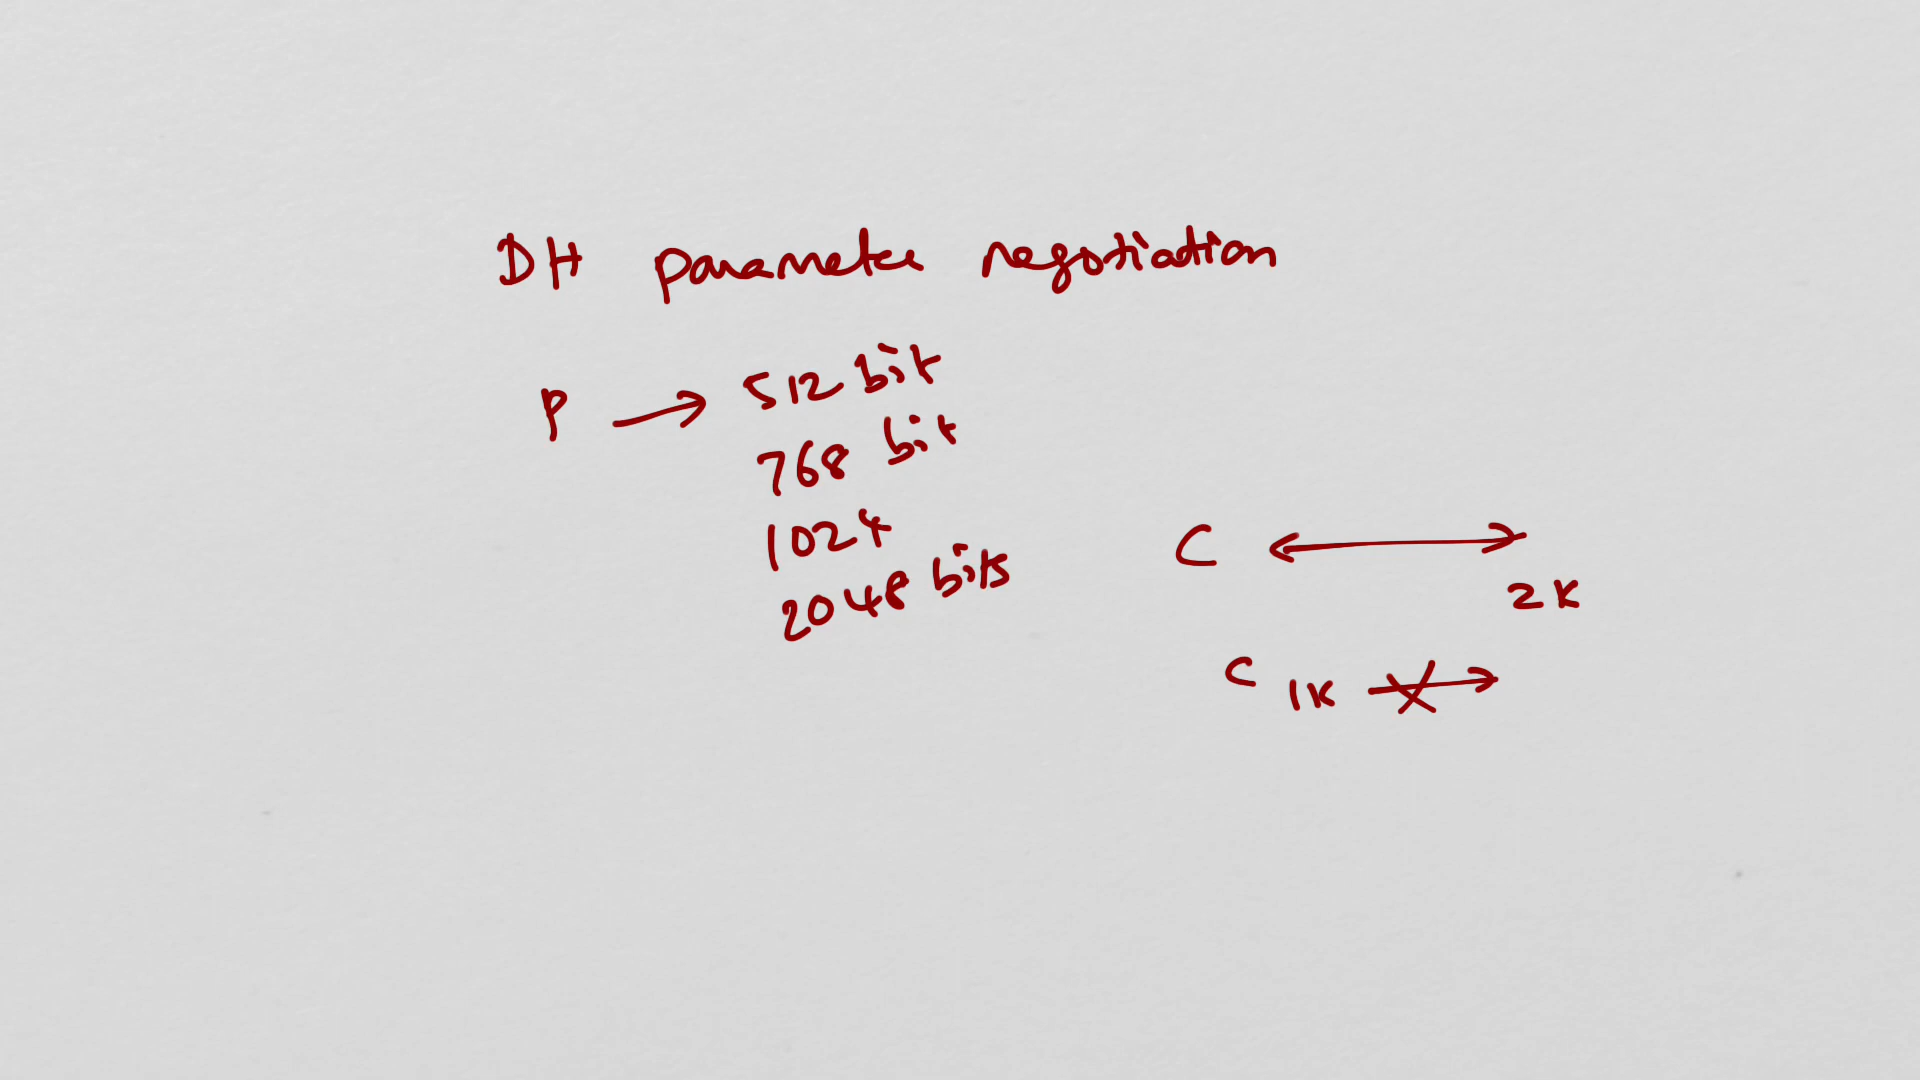 DH parameter negotiation
P → 512 bit
768 bit
1024
2048 bits
C ↔
2K
C 1K →